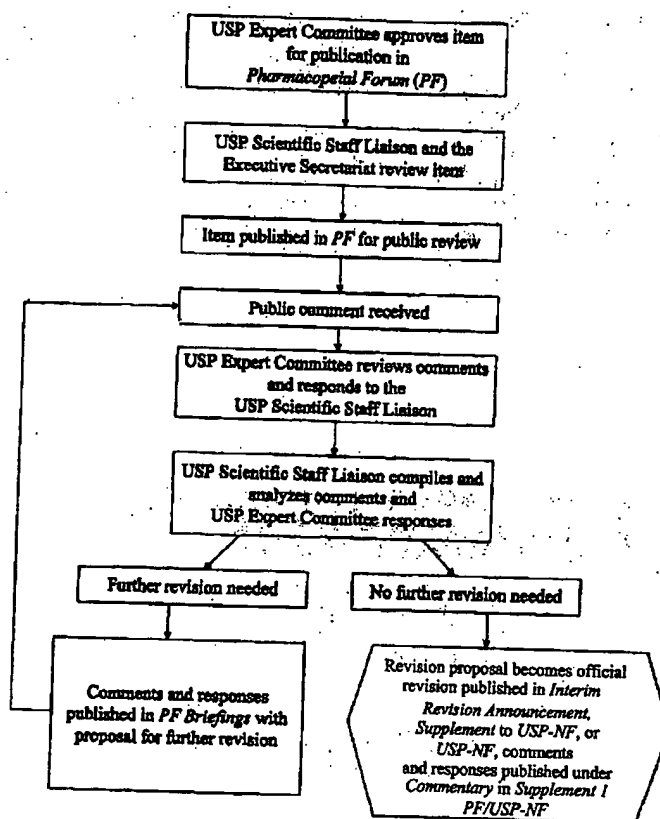 USP Expert Committee approves item
for publication in
Pharmacopeial Forum (PF)
USP Scientific Staff Liaison and the
Executive Secretariat review item
Item published in PF for public review
Public comment received
USP Expert Committee reviews comments
and responds to the
USP Scientific Staff Liaison
USP Scientific Staff Liaison compiles and
analyzes comments and
USP Expert Committee responses
Further revision needed
No further revision needed
Comments and responses
published in PF Briefings with
proposal for further revision
Revision proposal becomes official
revision published in Interim
Revision Announcement,
Supplement to USP-NF, or
USP-NF, comments
and responses published under
Commentary in Supplement 1
PF/USP-NF